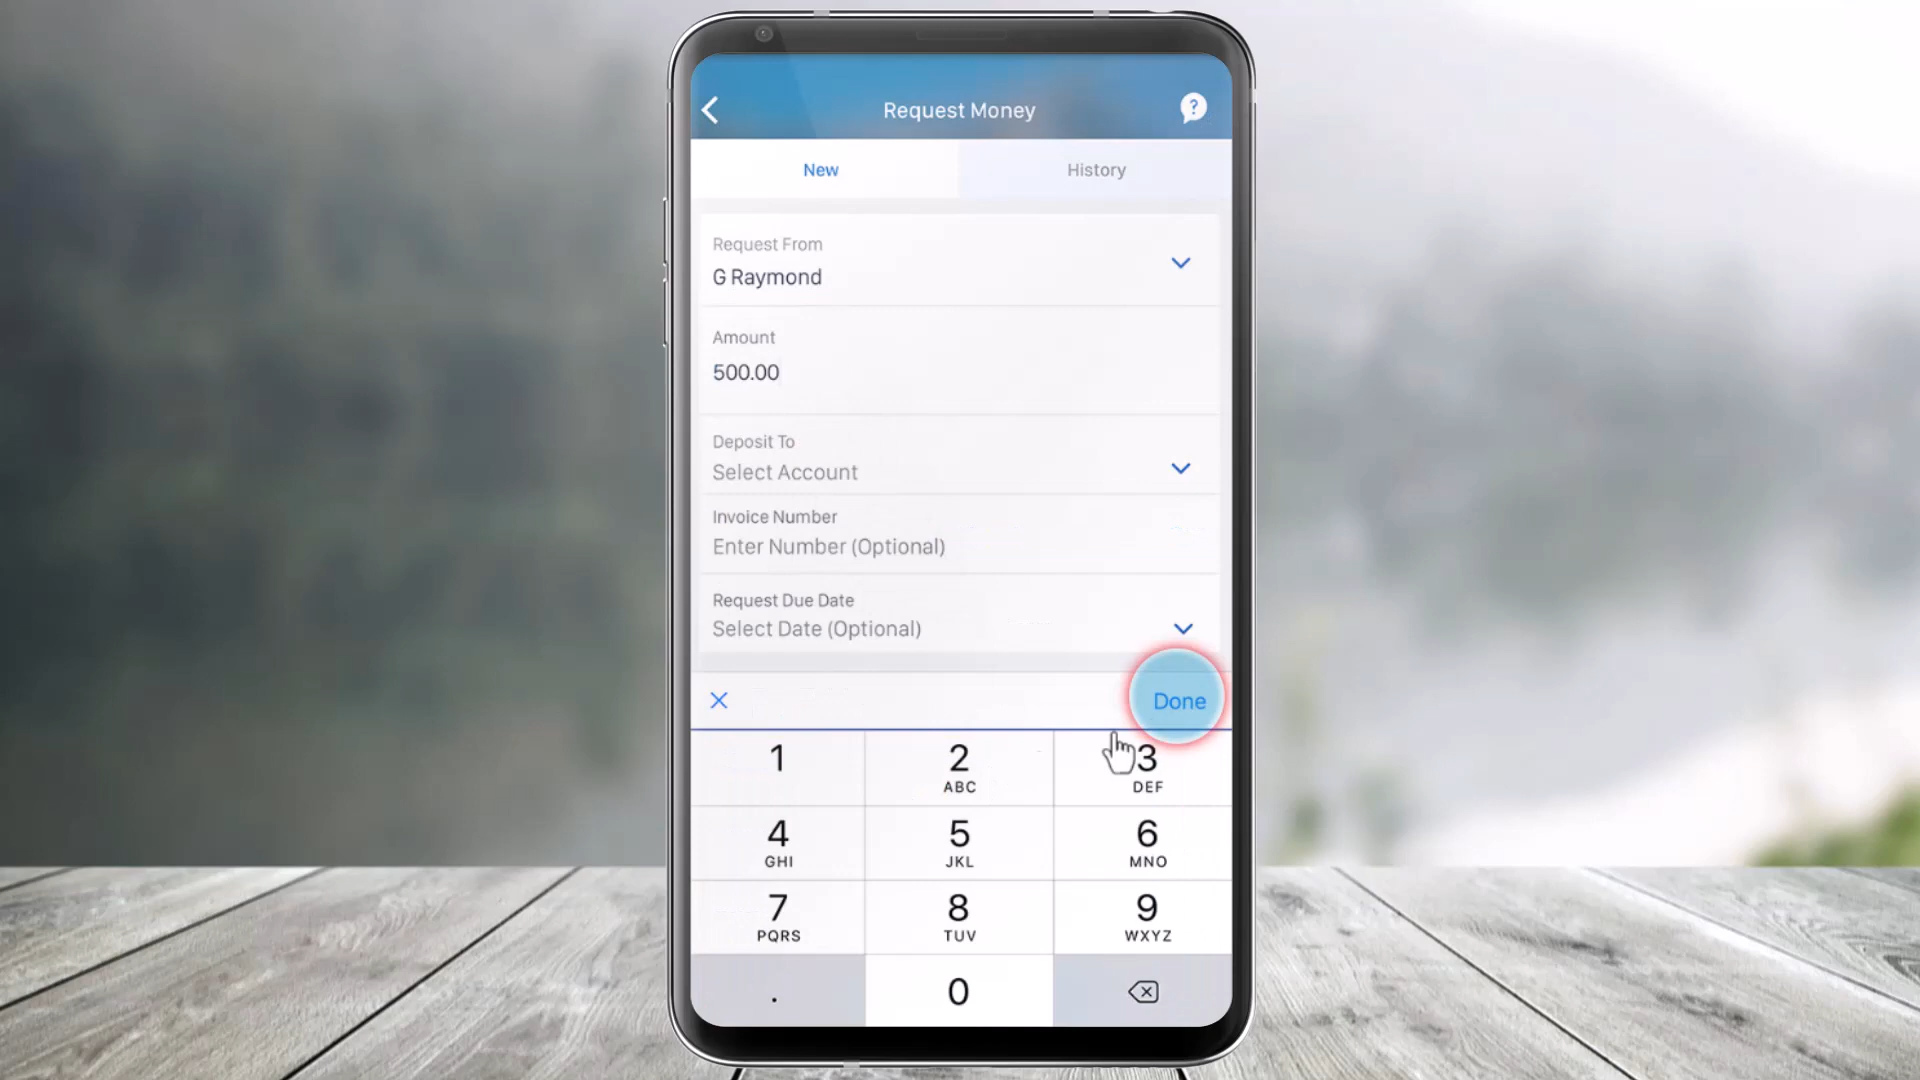 Request Money
?
New
History
Request From
G Raymond
Amount
500.00
Deposit To
Select Account
Invoice Number
Enter Number (Optional)
Request Due Date
Select Date (Optional)
Done
1
2
ABC
3
DEF
4
GHI
5
JKL
6
MNO
7
PQRS
8
TUV
9
WXYZ
.
0